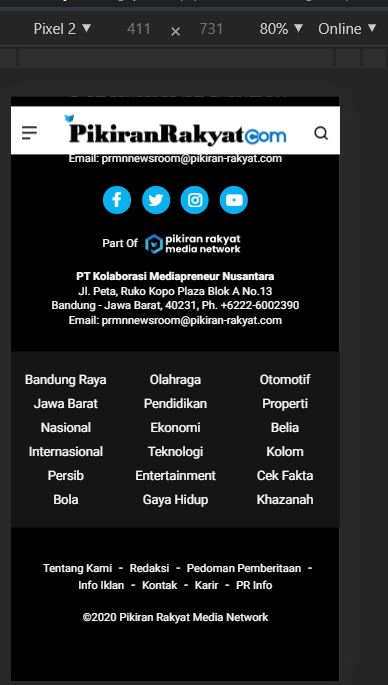 Pixel 2 ▼ 411 × 731 80% ▼ Online ▼
PikiranRakyat.com
Email: prmnnewsroom@pikiran-rakyat.com
Part Of pikiran rakyat
media network
PT Kolaborasi Mediapreneur Nusantara
Jl. Peta, Ruko Kopo Plaza Blok A No.13
Bandung - Jawa Barat, 40231, Ph. +6222-6002390
Email: prmnnewsroom@pikiran-rakyat.com
Bandung Raya Olahraga Otomotif
Jawa Barat Pendidikan Properti
Nasional Ekonomi Belia
Internasional Teknologi Kolom
Persib Entertainment Cek Fakta
Bola Gaya Hidup Khazanah
Tentang Kami - Redaksi - Pedoman Pemberitaan -
Info Iklan - Kontak - Karir - PR Info
©2020 Pikiran Rakyat Media Network